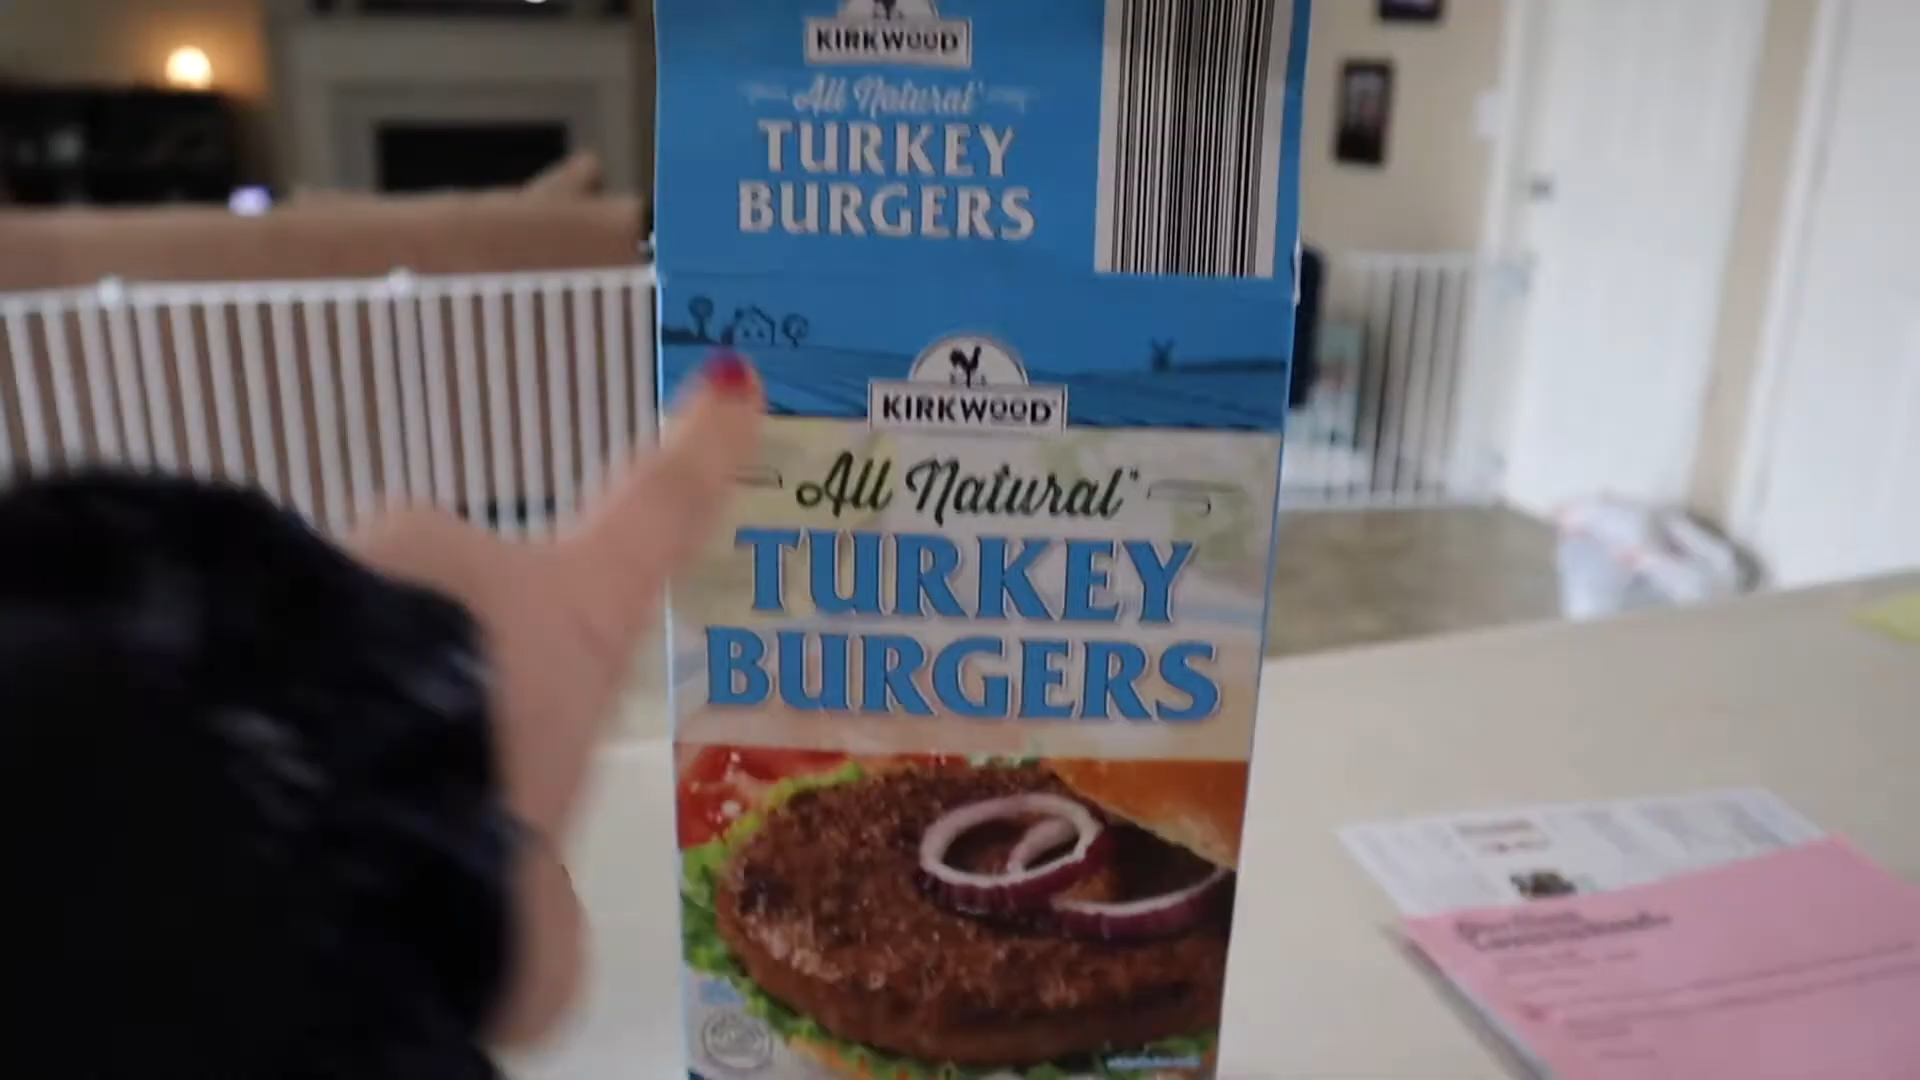 KIRKWOOD
All Natural*
TURKEY
BURGERS
KIRKWOOD
All Natural*
TURKEY
BURGERS